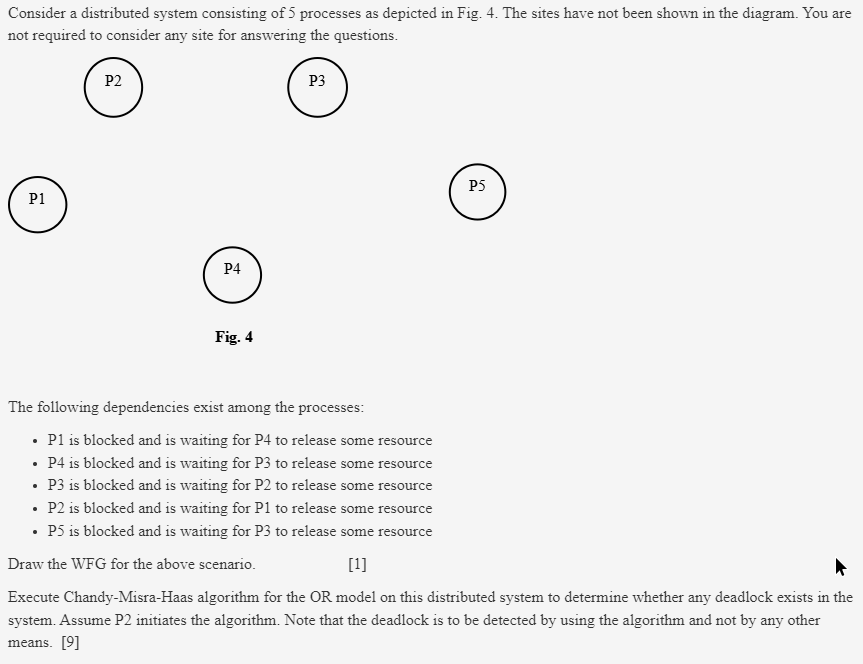 Consider a distributed system consisting of 5 processes as depicted in Fig. 4. The sites have not been shown in the diagram. You are
not required to consider any site for answering the questions.
P2
P3
P1
P5
P4
Fig. 4
The following dependencies exist among the processes:
• P1 is blocked and is waiting for P4 to release some resource
• P4 is blocked and is waiting for P3 to release some resource
• P3 is blocked and is waiting for P2 to release some resource
• P2 is blocked and is waiting for P1 to release some resource
• P5 is blocked and is waiting for P3 to release some resource
Draw the WFG for the above scenario. [1]
Execute Chandy-Misra-Haas algorithm for the OR model on this distributed system to determine whether any deadlock exists in the
system. Assume P2 initiates the algorithm. Note that the deadlock is to be detected by using the algorithm and not by any other
means. [9]